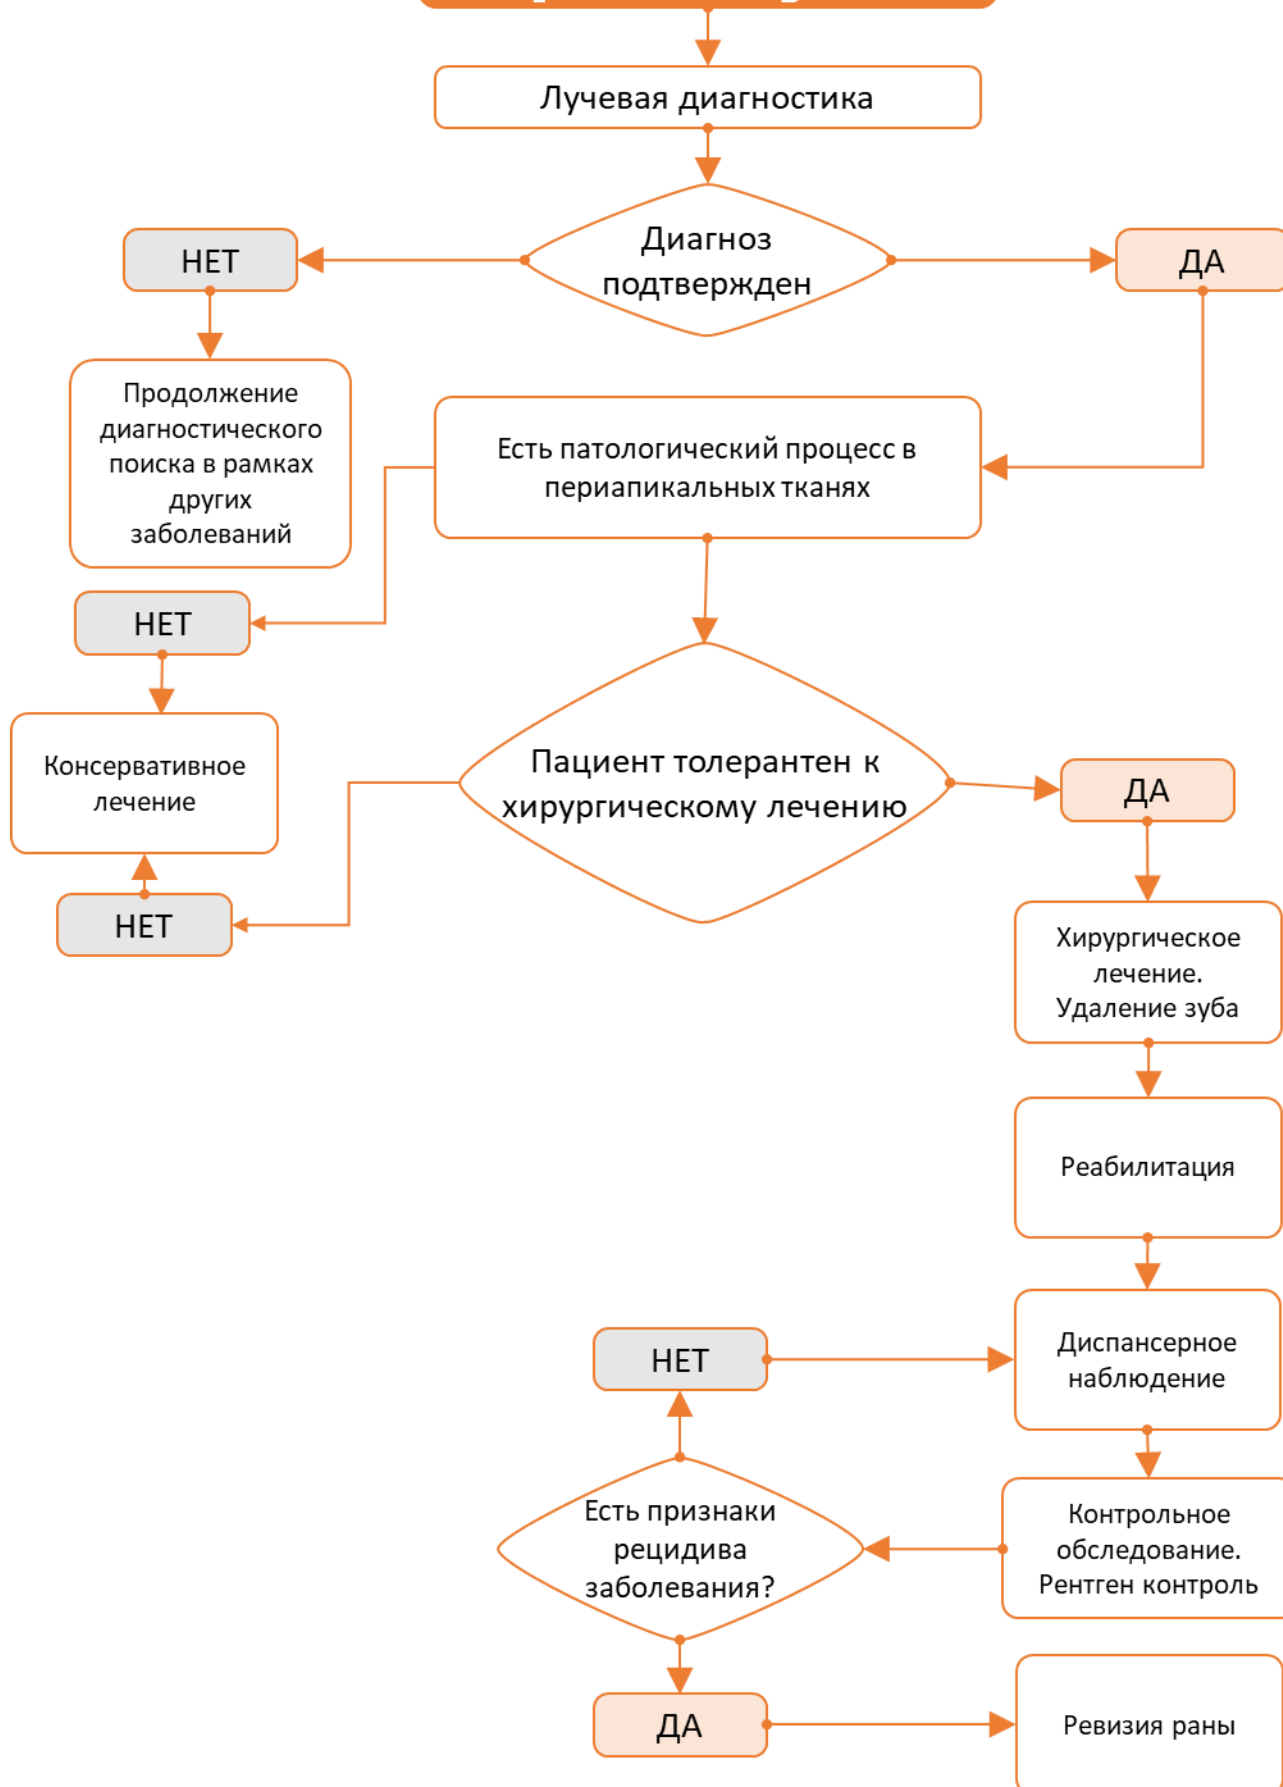 Лучевая диагностика
Диагноз
подтвержден
НЕТ
ДА
Продолжение
диагностического
поиска в рамках
других
заболеваний
Есть патологический процесс в
периапикальных тканях
НЕТ
Консервативное
лечение
Пациент толерантен к
хирургическому лечению
ДА
НЕТ
Хирургическое
лечение.
Удаление зуба
Реабилитация
Диспансерное
наблюдение
НЕТ
Есть признаки
рецидива
заболевания?
Контрольное
обследование.
Рентген контроль
ДА
Ревизия раны